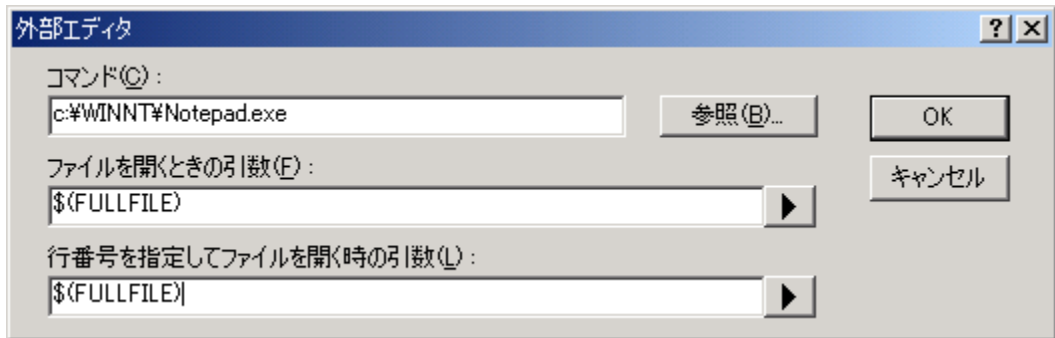 外部エディタ
コマンド(C):
c:¥WINNT¥Notepad.exe
参照(B)...
OK
ファイルを開くときの引数(F):
キャンセル
$(FULLFILE)
行番号を指定してファイルを開く時の引数(L):
$(FULLFILE)